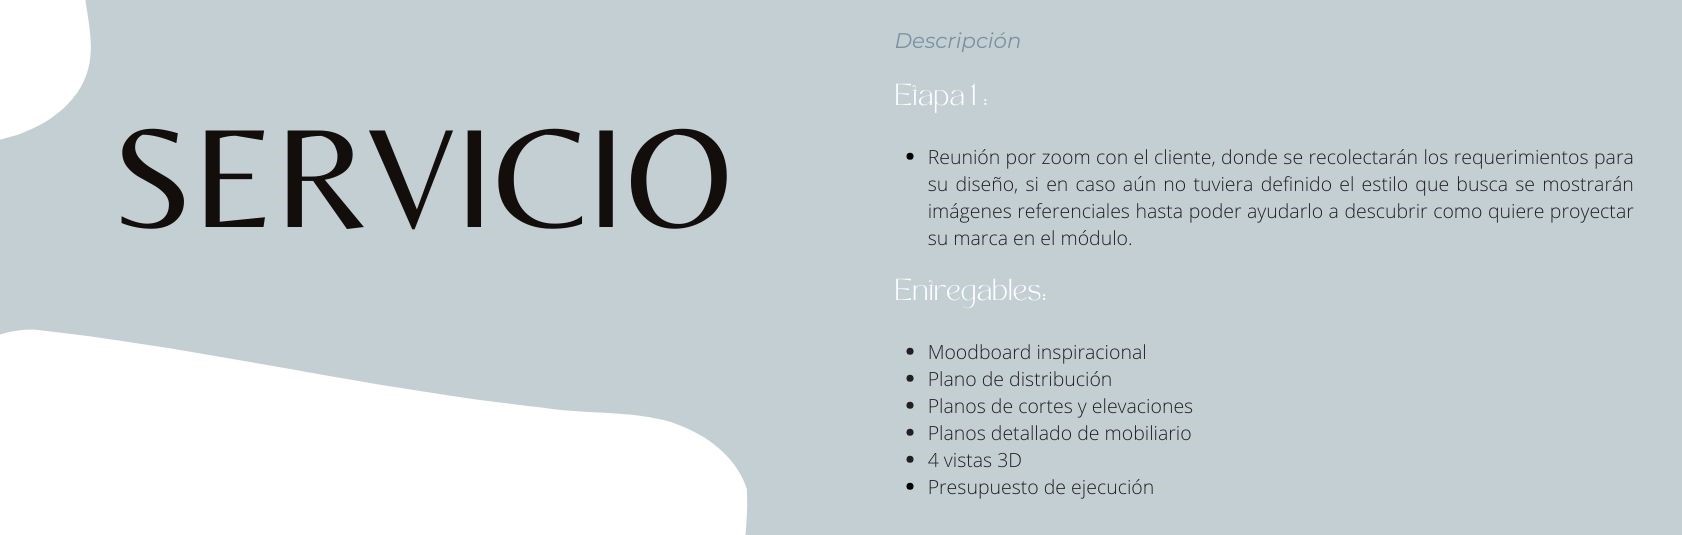 SERVICIO
Descripción
Etapa 1:
• Reunión por zoom con el cliente, donde se recolectarán los requerimientos para
su diseño, si en caso aún no tuviera definido el estilo que busca se mostrarán
imágenes referenciales hasta poder ayudarlo a descubrir como quiere proyectar
su marca en el módulo.
Entregables:
• Moodboard inspiracional
• Plano de distribución
• Planos de cortes y elevaciones
• Planos detallado de mobiliario
• 4 vistas 3D
• Presupuesto de ejecución